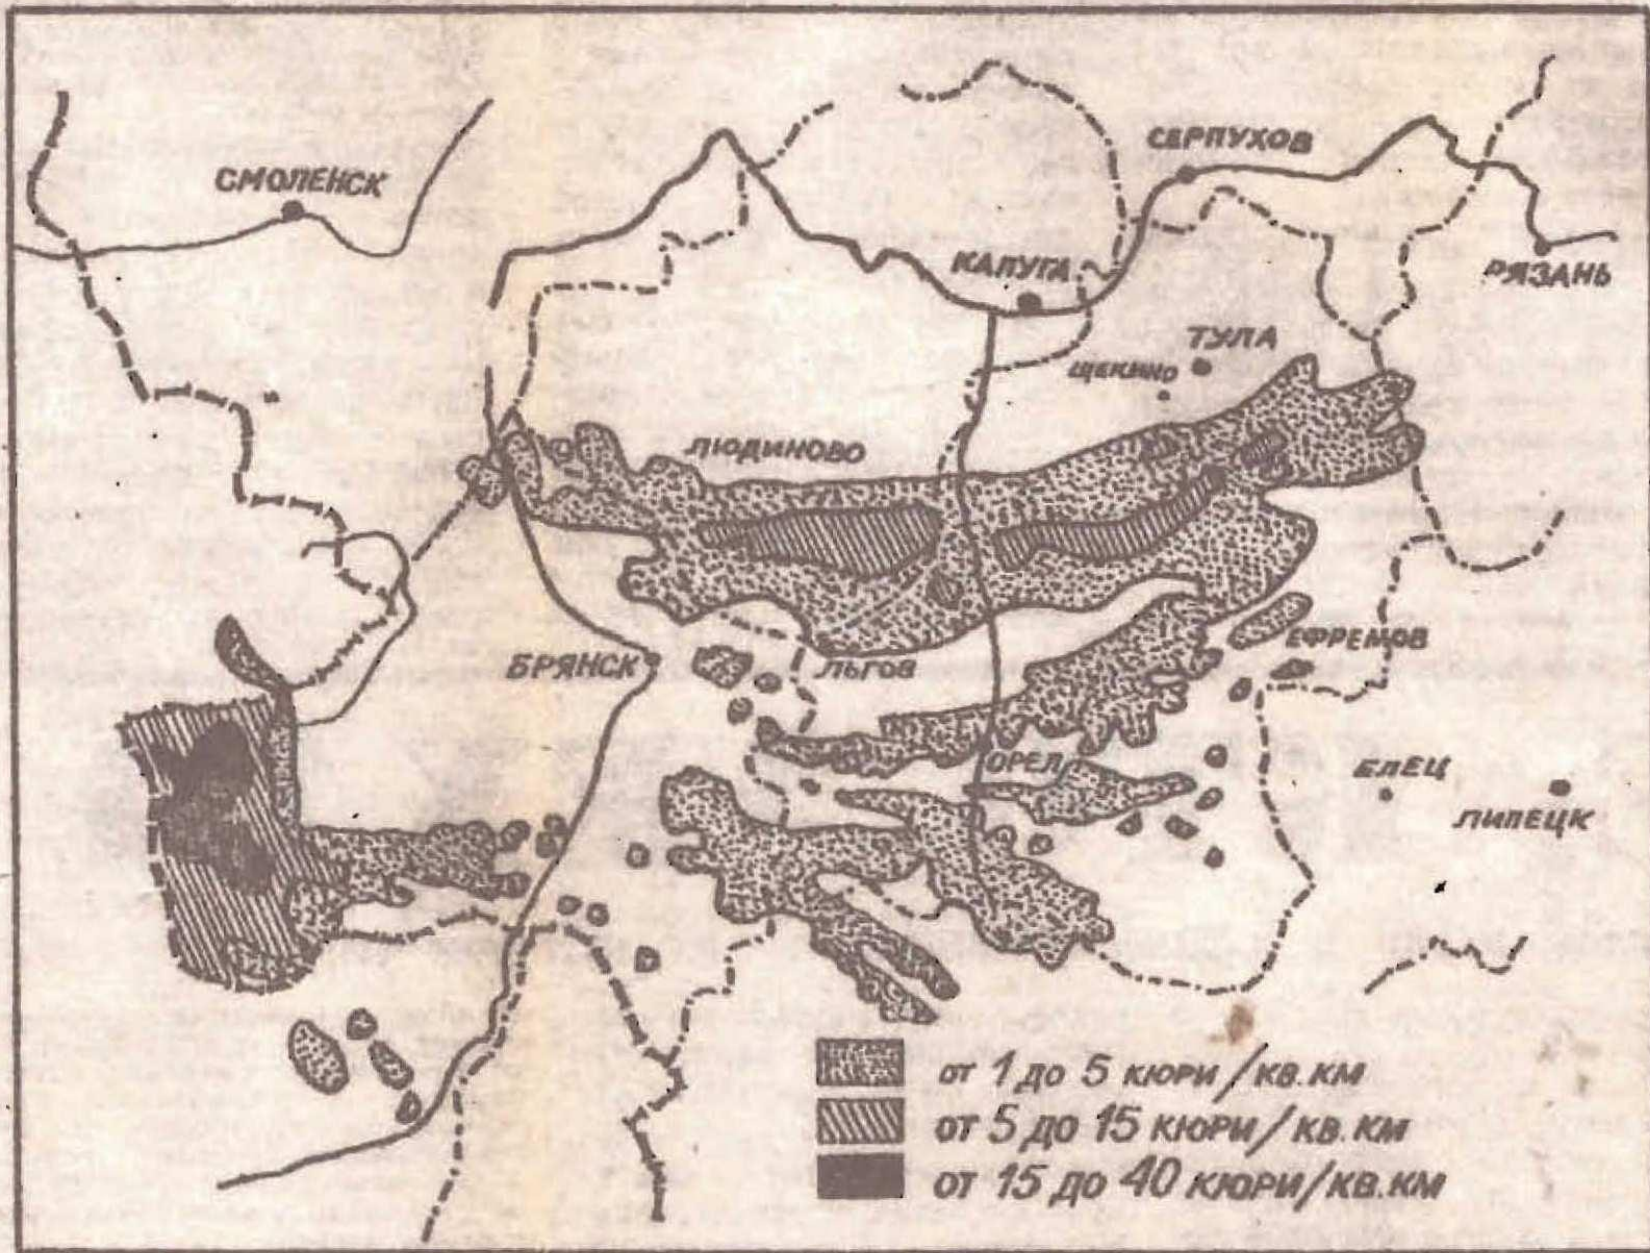 СМОЛЕНСК
СЕРПУХОВ
КАЛУГА
РЯЗАНЬ
ТУЛА
ЩЕКИНО
ЛЮДИНОВО
БРЯНСК
ЛЬГОВ
ЕФРЕМОВ
ОРЕЛ
ЕЛЕЦ
ЛИПЕЦК
от 1 до 5 кюри/кв.км
от 5 до 15 кюри/кв.км
от 15 до 40 кюри/кв.км